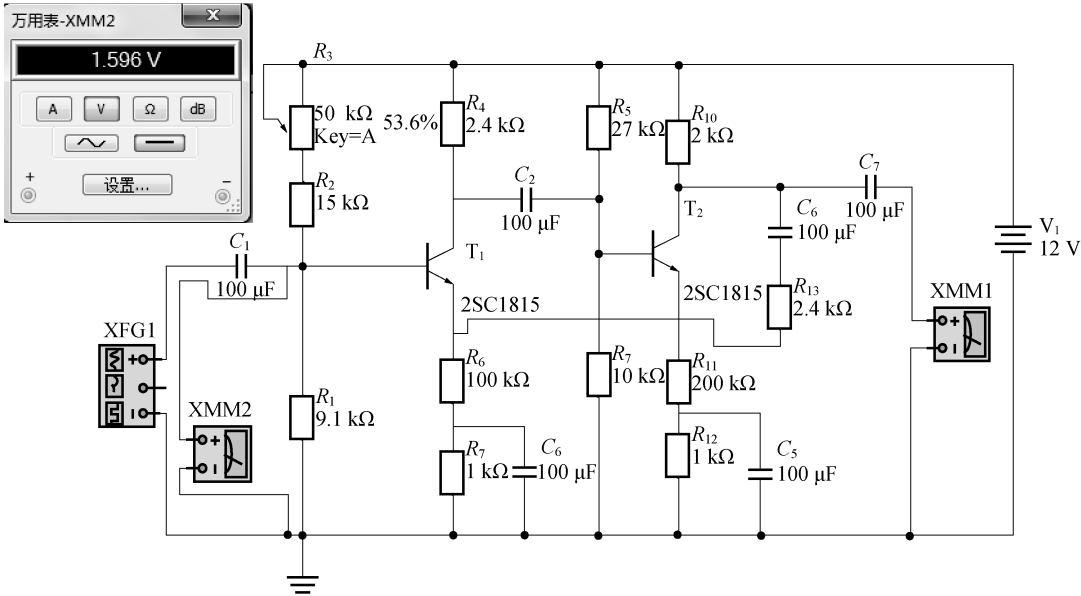 万用表-XMM2
1.596 V
A
V
Ω
dB
+
设置...
−
R3
50 kΩ
Key=A
53.6%
R4
2.4 kΩ
R5
27 kΩ
R10
2 kΩ
R2
15 kΩ
C2
100 μF
C7
100 μF
T2
C6
100 μF
V1
12 V
C1
100 μF
T1
2SC1815
2SC1815
R13
2.4 kΩ
XMM1
+
XFG1
+
R6
100 kΩ
R7
10 kΩ
R11
200 kΩ
R1
9.1 kΩ
XMM2
+
R7
1 kΩ
C6
100 μF
R12
1 kΩ
C5
100 μF